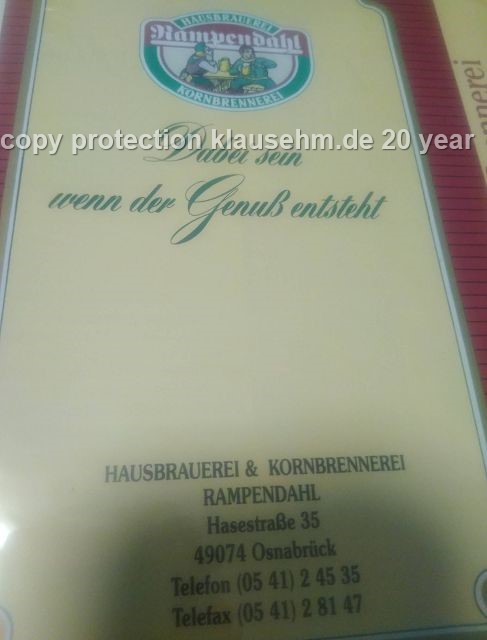 HAUSBRAUEREI
Rampendahl
KORNBRENNEREI
copy protection klausehm.de 20 year
Dabei sein
wenn der Genuß entsteht
HAUSBRAUEREI & KORNBRENNEREI
RAMPENDAHL
Hasestraße 35
49074 Osnabrück
Telefon (05 41) 2 45 35
Telefax (05 41) 2 81 47